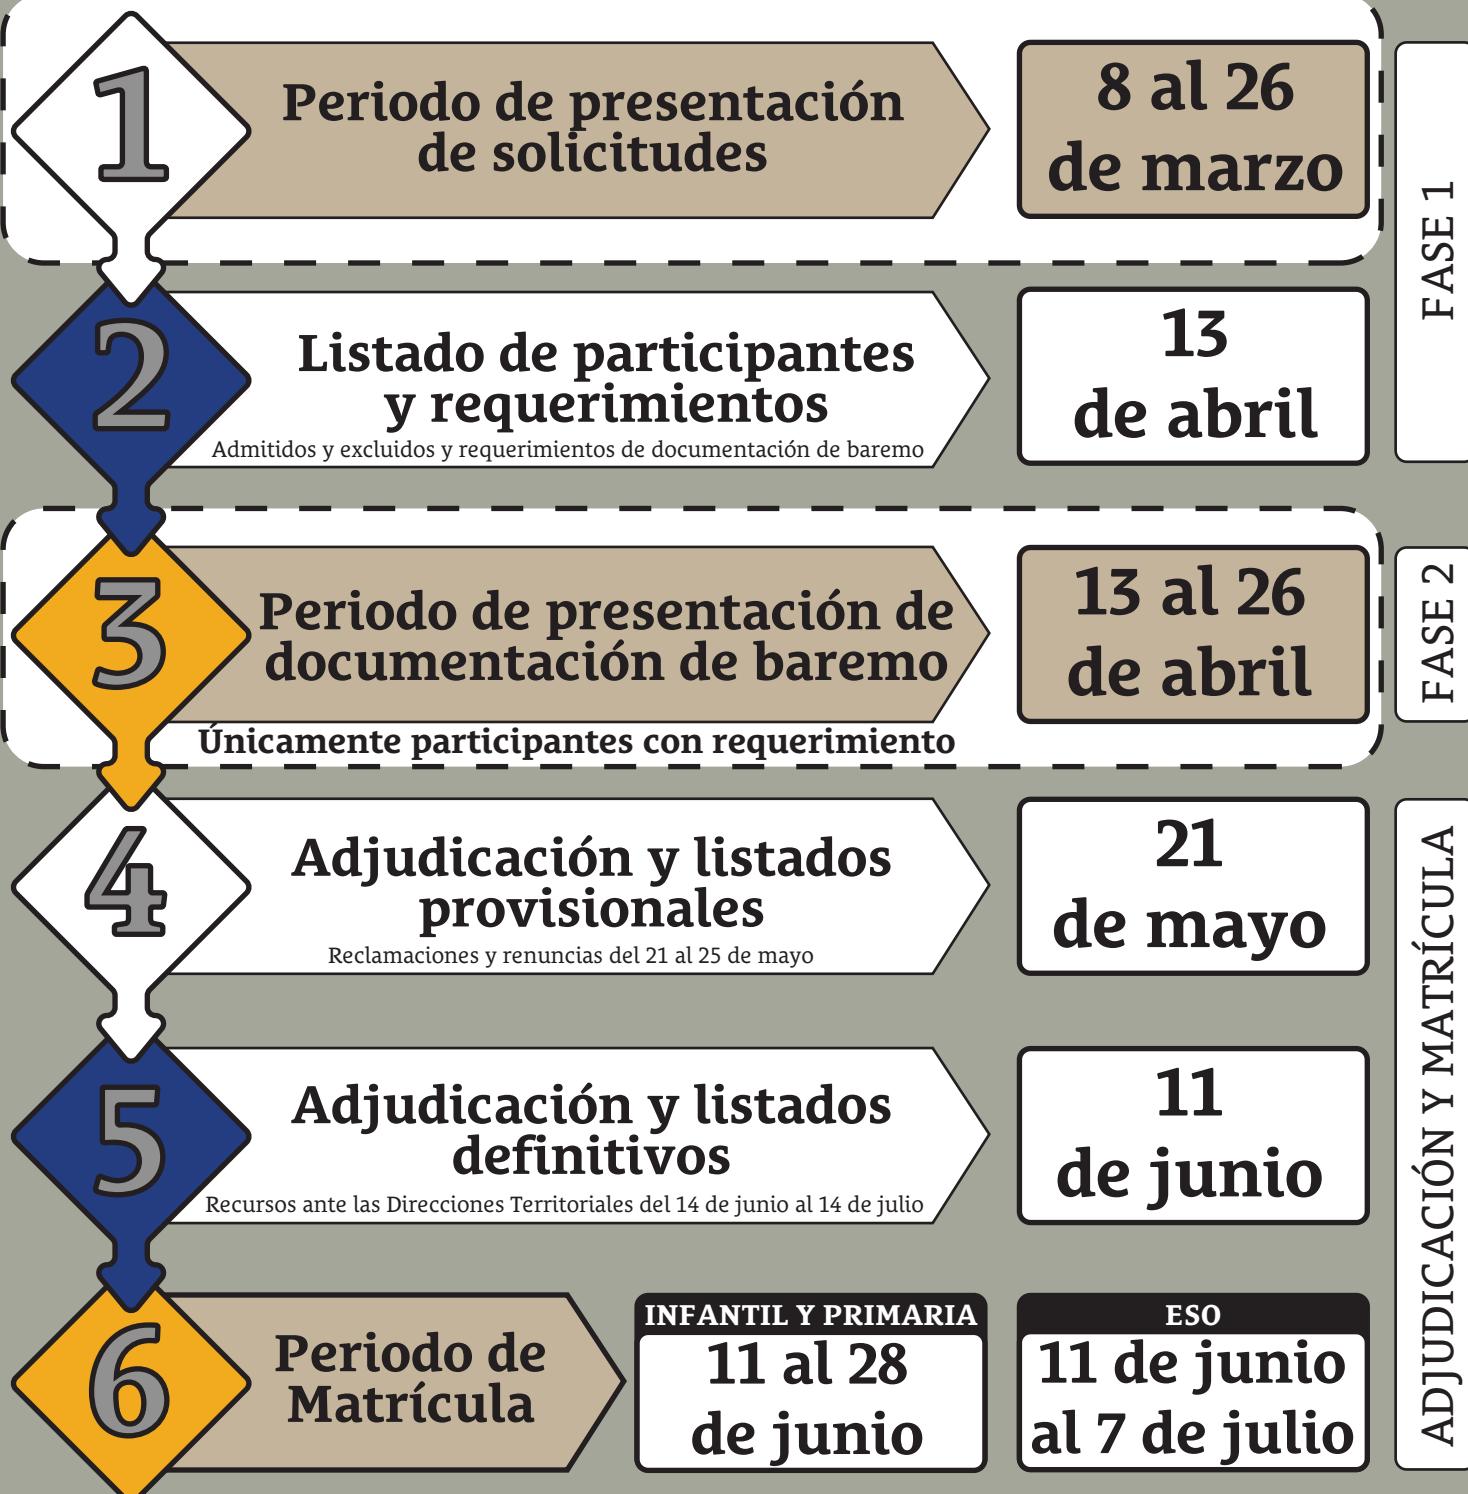 1
Periodo de presentación
de solicitudes
8 al 26
de marzo
FASE 1
2
Listado de participantes
y requerimientos
Admitidos y excluidos y requerimientos de documentación de baremo
13
de abril
3
Periodo de presentación de
documentación de baremo
Únicamente participantes con requerimiento
13 al 26
de abril
FASE 2
4
Adjudicación y listados
provisionales
Reclamaciones y renuncias del 21 al 25 de mayo
21
de mayo
ADJUDICACIÓN Y MATRÍCULA
5
Adjudicación y listados
definitivos
Recursos ante las Direcciones Territoriales del 14 de junio al 14 de julio
11
de junio
6
Periodo de
Matrícula
INFANTIL Y PRIMARIA
11 al 28
de junio
ESO
11 de junio
al 7 de julio